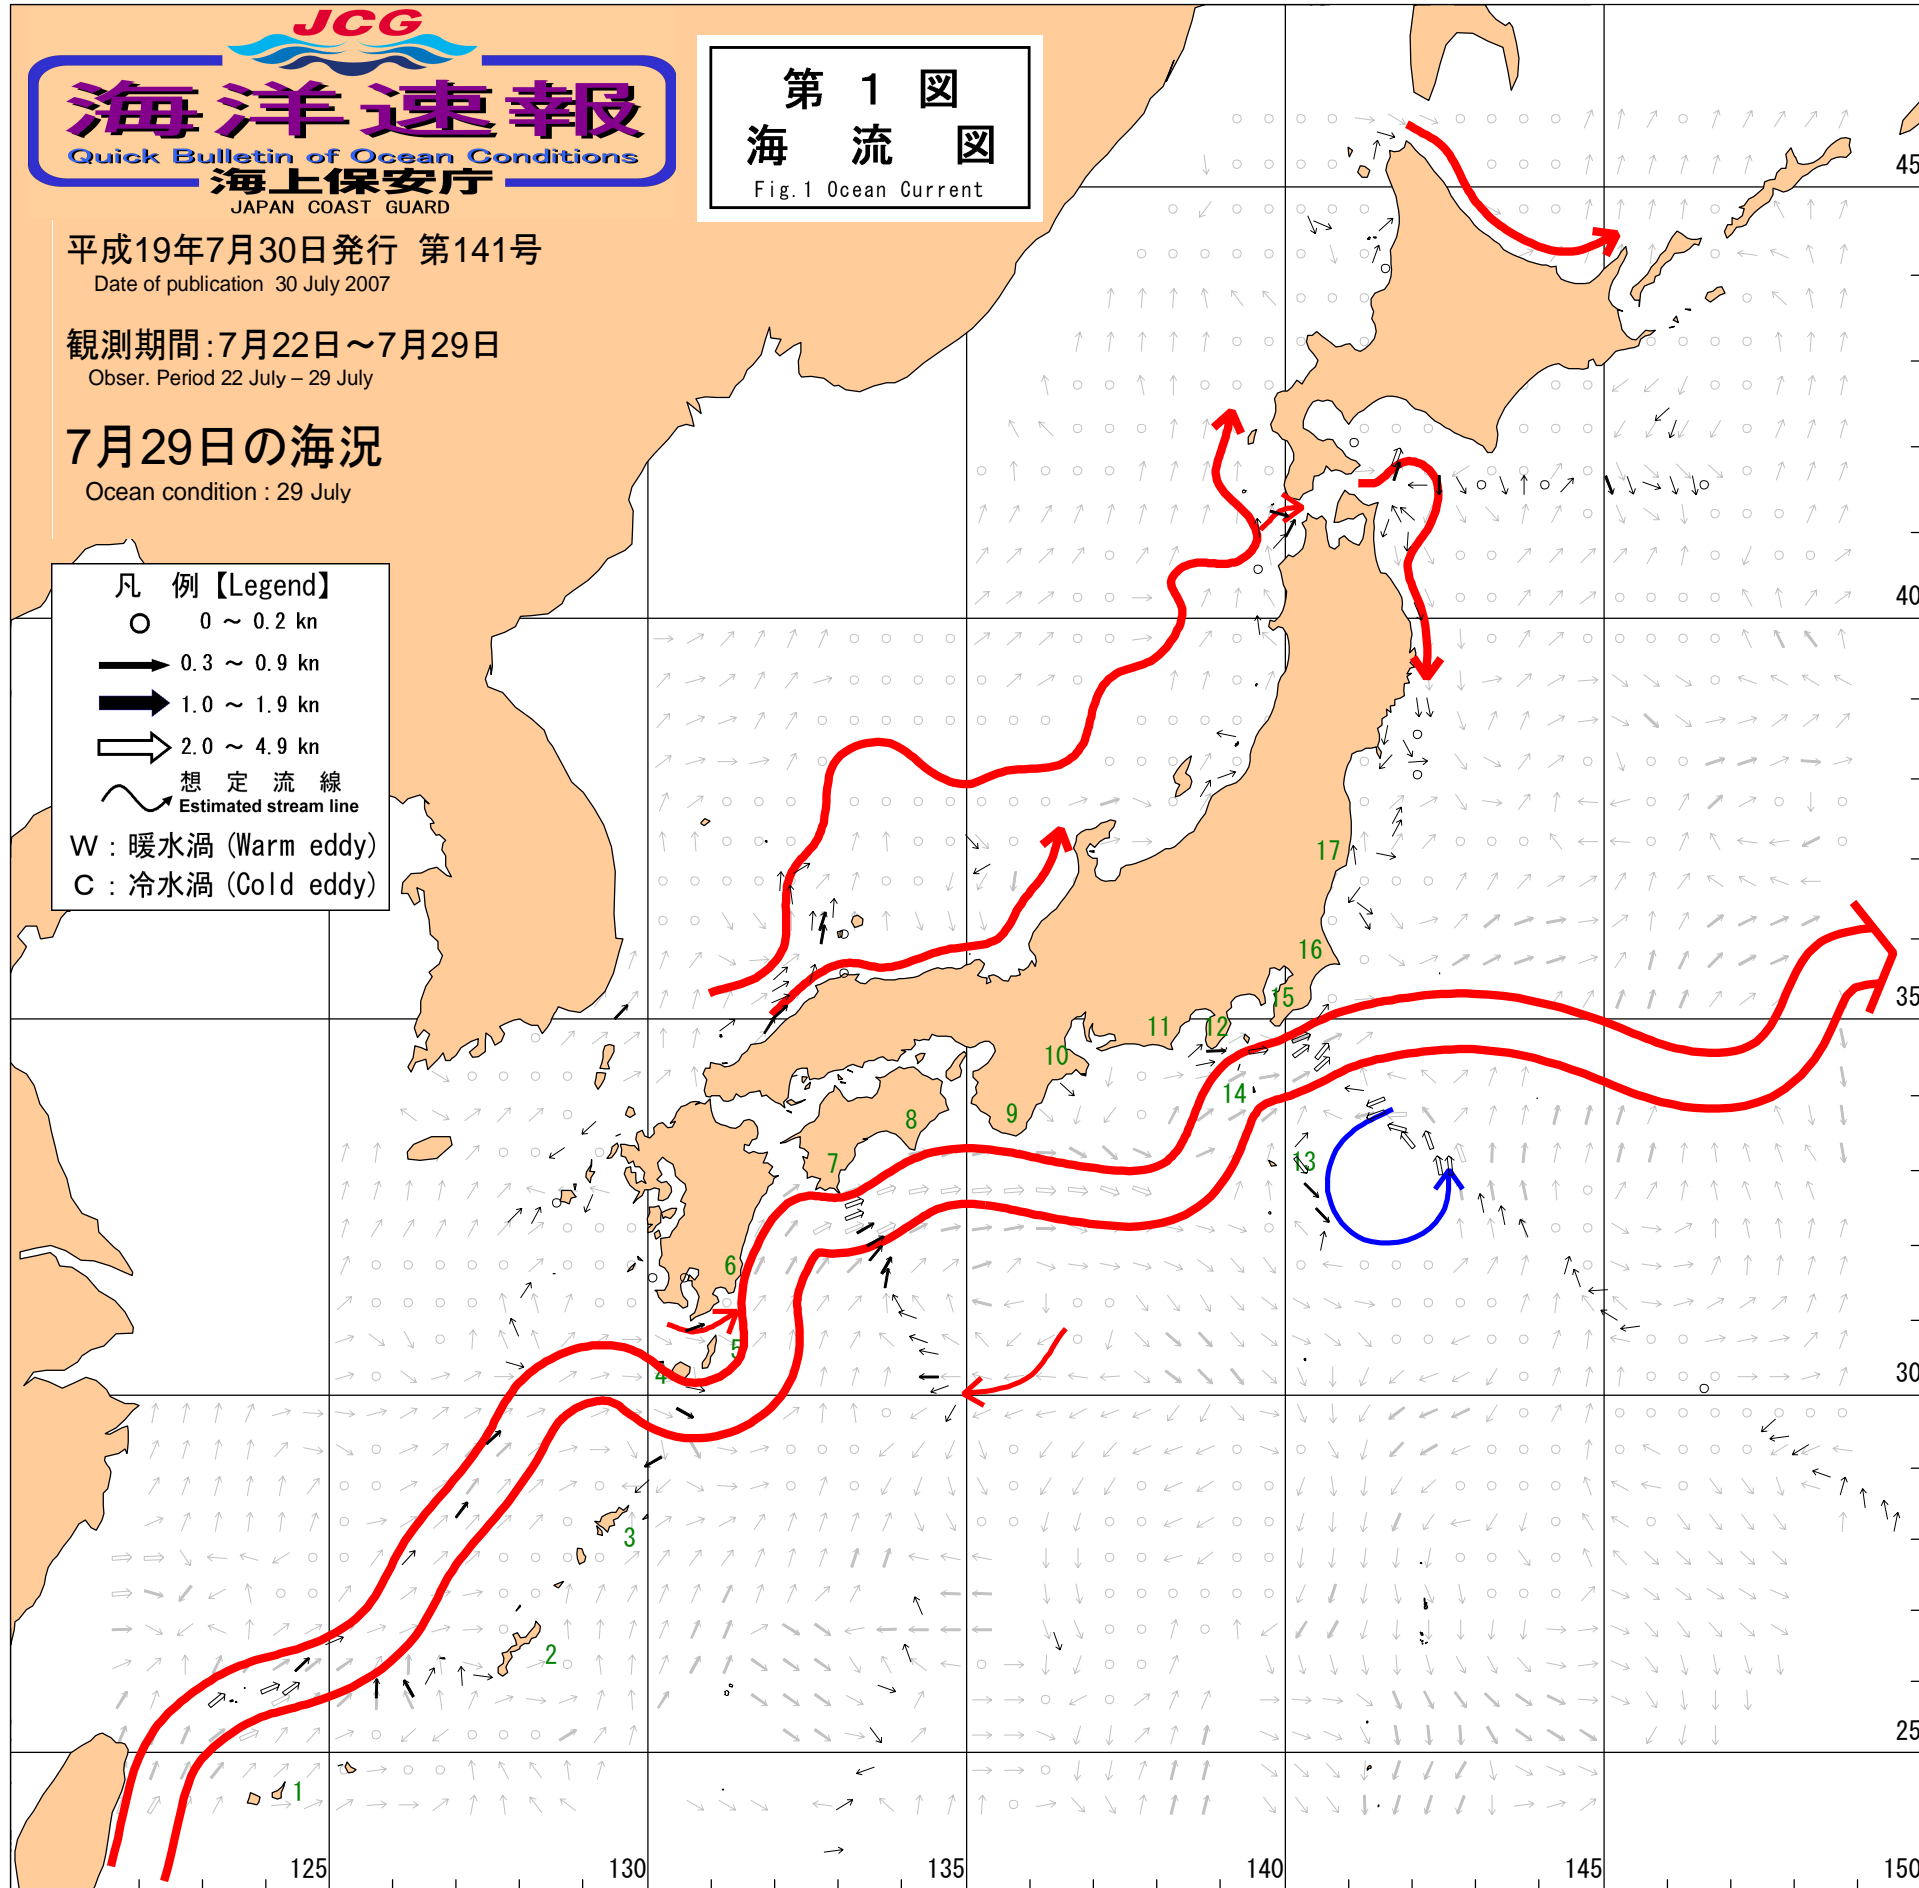 JCG
海洋速報
Quick Bulletin of Ocean Conditions
海上保安庁
JAPAN COAST GUARD
第 1 図
海 流 図
Fig.1 Ocean Current
平成19年7月30日発行 第141号
Date of publication 30 July 2007
観測期間:7月22日~7月29日
Obser. Period 22 July – 29 July
7月29日の海況
Ocean condition : 29 July
凡 例【Legend】
0 ~ 0.2 kn
0.3 ~ 0.9 kn
1.0 ~ 1.9 kn
2.0 ~ 4.9 kn
想 定 流 線
Estimated stream line
W : 暖水渦 (Warm eddy)
C : 冷水渦 (Cold eddy)
45
40
35
30
25
17
16
15
12
11
10
14
13
9
8
7
6
5
4
3
2
1
125
130
135
140
145
150